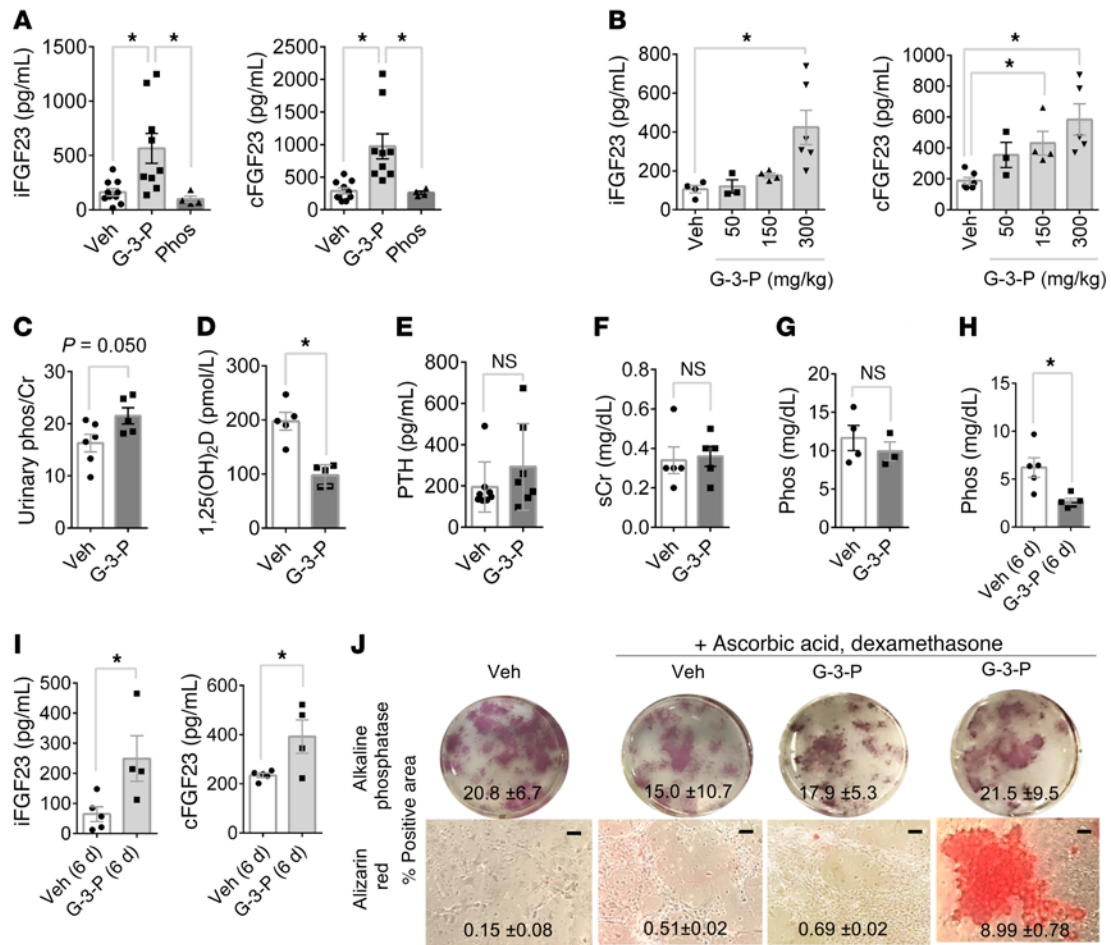 A
iFGF23 (pg/mL)
1500
1000
500
0
Veh
G-3-P
Phos
*
*
cFGF23 (pg/mL)
2500
2000
1500
1000
500
0
Veh
G-3-P
Phos
*
*
B
iFGF23 (pg/mL)
800
600
400
200
0
Veh
50
150
300
G-3-P (mg/kg)
*
cFGF23 (pg/mL)
1000
800
600
400
200
0
Veh
50
150
300
G-3-P (mg/kg)
*
*
C
P = 0.050
Urinary phos/Cr
30
20
10
0
Veh
G-3-P
D
*
1,25(OH)2D (pmol/L)
300
200
100
0
Veh
G-3-P
E
NS
PTH (pg/mL)
800
600
400
200
0
Veh
G-3-P
F
NS
sCr (mg/dL)
0.8
0.6
0.4
0.2
0.0
Veh
G-3-P
G
NS
Phos (mg/dL)
20
15
10
5
0
Veh
G-3-P
H
*
Phos (mg/dL)
15
10
5
0
Veh (6 d)
G-3-P (6 d)
I
*
iFGF23 (pg/mL)
500
400
300
200
100
0
Veh (6 d)
G-3-P (6 d)
*
cFGF23 (pg/mL)
600
400
200
0
Veh (6 d)
G-3-P (6 d)
J
+ Ascorbic acid, dexamethasone
Veh
Veh
G-3-P
G-3-P
Alkaline
phosphatase
Alizarin
red
% Positive area
20.8 ±6.7
15.0 ±10.7
17.9 ±5.3
21.5 ±9.5
0.15 ±0.08
0.51±0.02
0.69 ±0.02
8.99 ±0.78